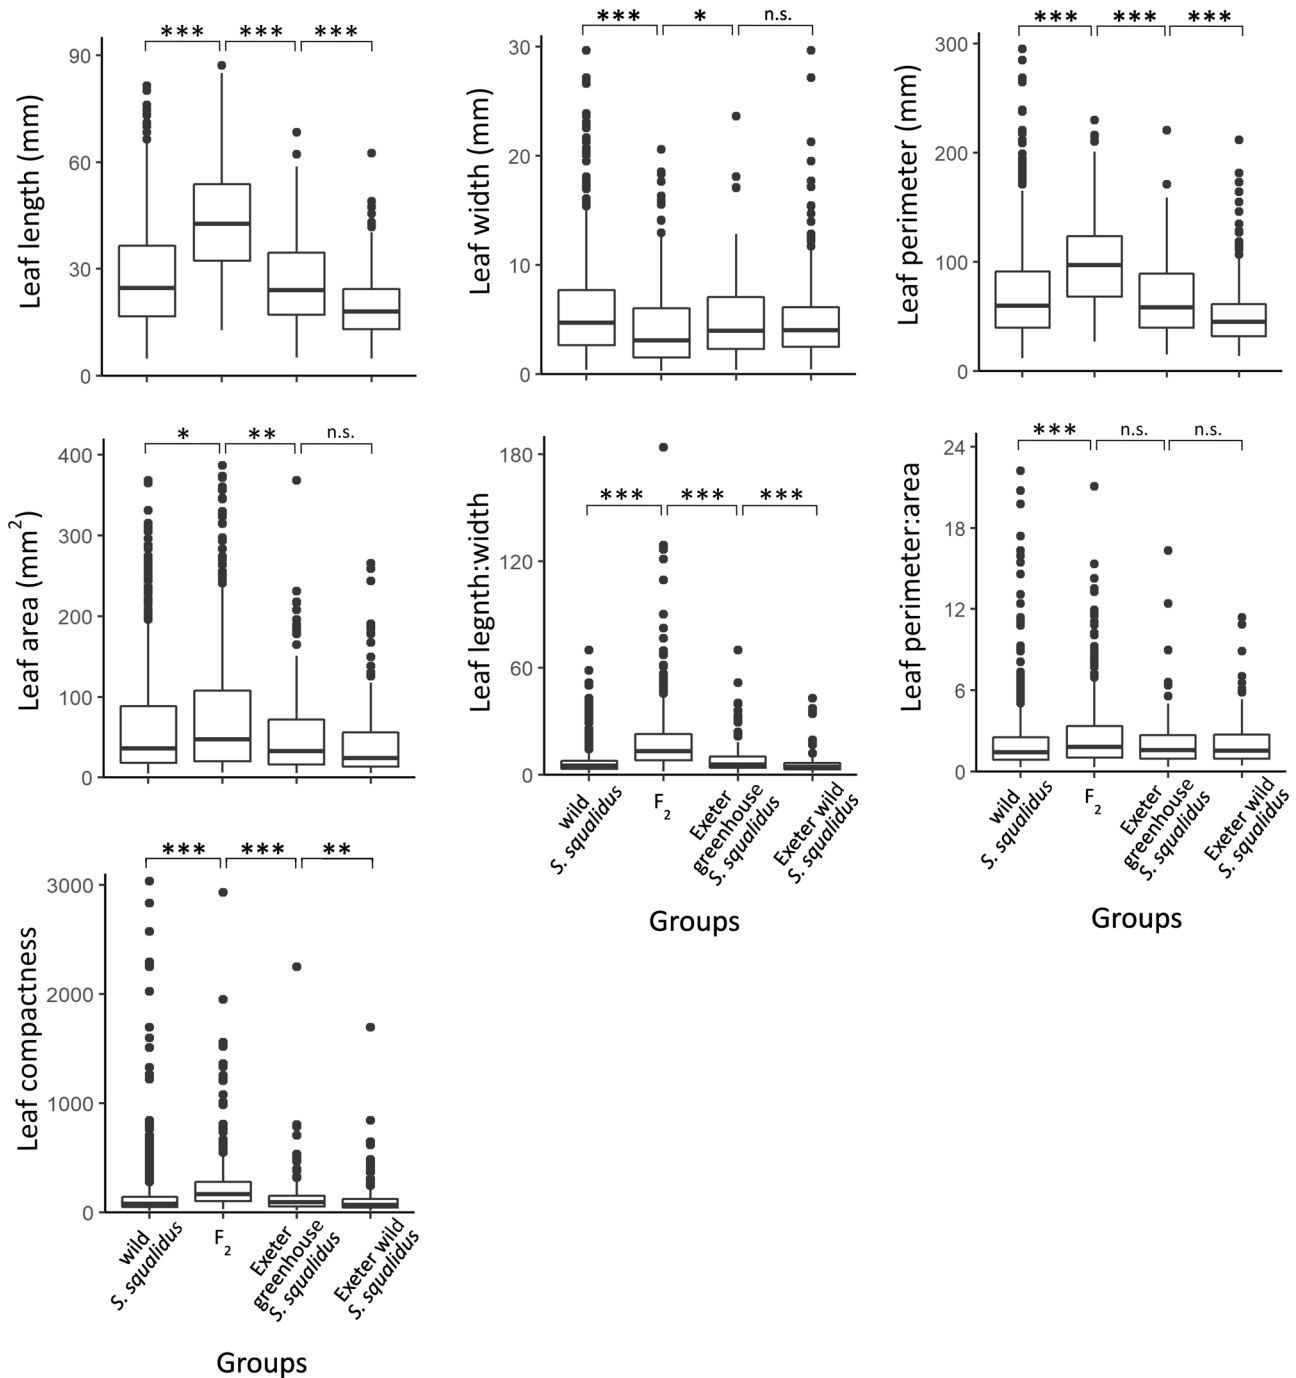 *** *** ***
Leaf length (mm)
90
60
30
0
*** * n.s.
Leaf width (mm)
30
20
10
0
*** *** ***
Leaf perimeter (mm)
300
200
100
0
* ** n.s.
Leaf area (mm²)
400
300
200
100
0
*** *** ***
Leaf legnth:width
180
120
60
0
wild
S. squalidus
F₂
Exeter
greenhouse
S. squalidus
Exeter wild
S. squalidus
Groups
*** n.s. n.s.
Leaf perimeter:area
24
18
12
6
0
wild
S. squalidus
F₂
Exeter
greenhouse
S. squalidus
Exeter wild
S. squalidus
Groups
*** *** **
Leaf compactness
3000
2000
1000
0
wild
S. squalidus
F₂
Exeter
greenhouse
S. squalidus
Exeter wild
S. squalidus
Groups